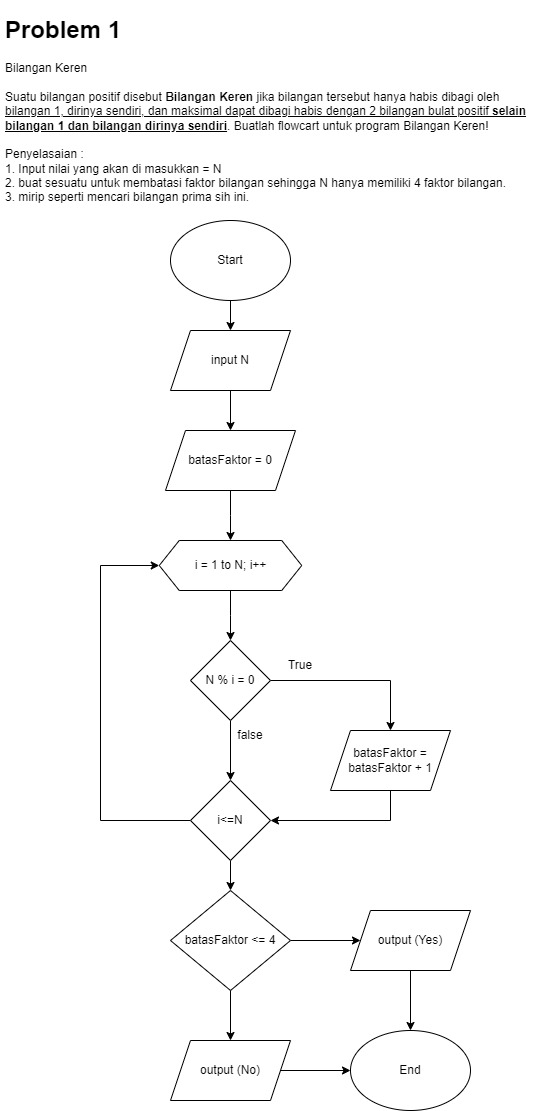 Problem 1
Bilangan Keren
Suatu bilangan positif disebut Bilangan Keren jika bilangan tersebut hanya habis dibagi oleh
bilangan 1, dirinya sendiri, dan maksimal dapat dibagi habis dengan 2 bilangan bulat positif selain
bilangan 1 dan bilangan dirinya sendiri. Buatlah flowcart untuk program Bilangan Keren!
Penyelasaian :
1. Input nilai yang akan di masukkan = N
2. buat sesuatu untuk membatasi faktor bilangan sehingga N hanya memiliki 4 faktor bilangan.
3. mirip seperti mencari bilangan prima sih ini.
Start
input N
batasFaktor = 0
i = 1 to N; i++
N % i = 0
True
false
batasFaktor =
batasFaktor + 1
i<=N
batasFaktor <= 4
output (Yes)
output (No)
End